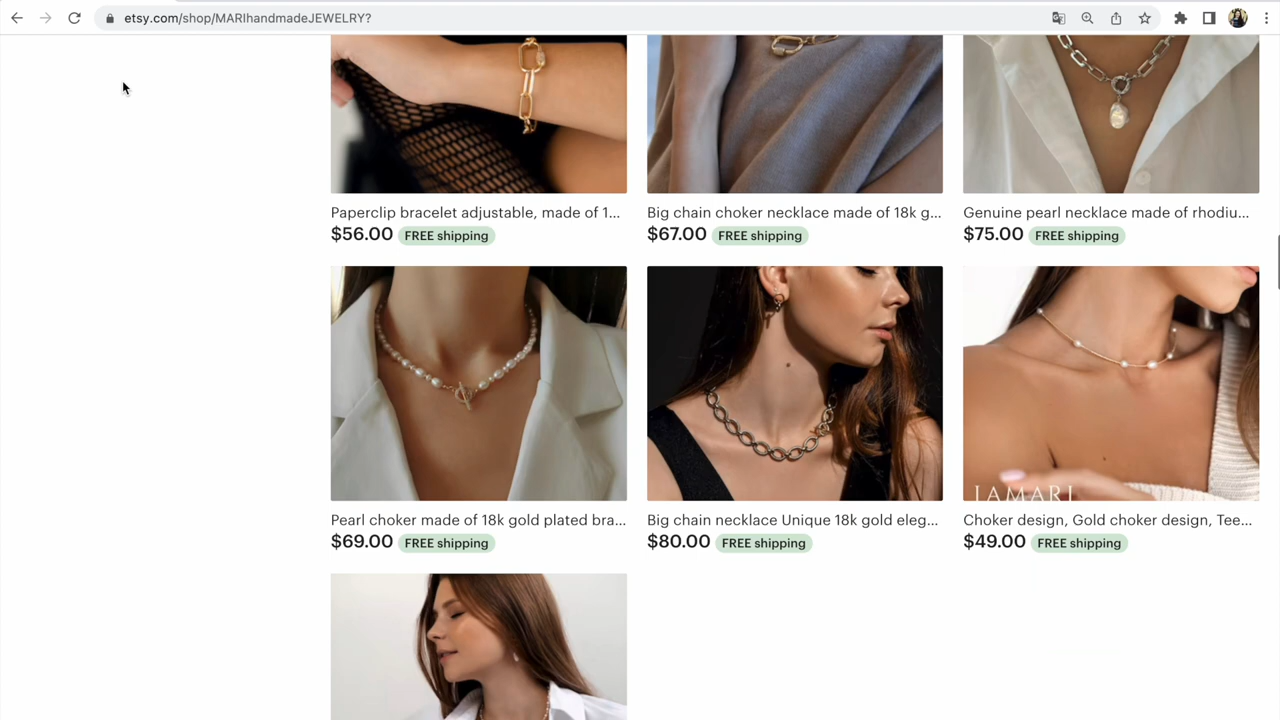 etsy.com/shop/MARIhandmadeJEWELRY?
Paperclip bracelet adjustable, made of 1...
$56.00 FREE shipping
Big chain choker necklace made of 18k g...
$67.00 FREE shipping
Genuine pearl necklace made of rhodiu...
$75.00 FREE shipping
IAMARI
Pearl choker made of 18k gold plated bra...
$69.00 FREE shipping
Big chain necklace Unique 18k gold eleg...
$80.00 FREE shipping
Choker design, Gold choker design, Tee...
$49.00 FREE shipping